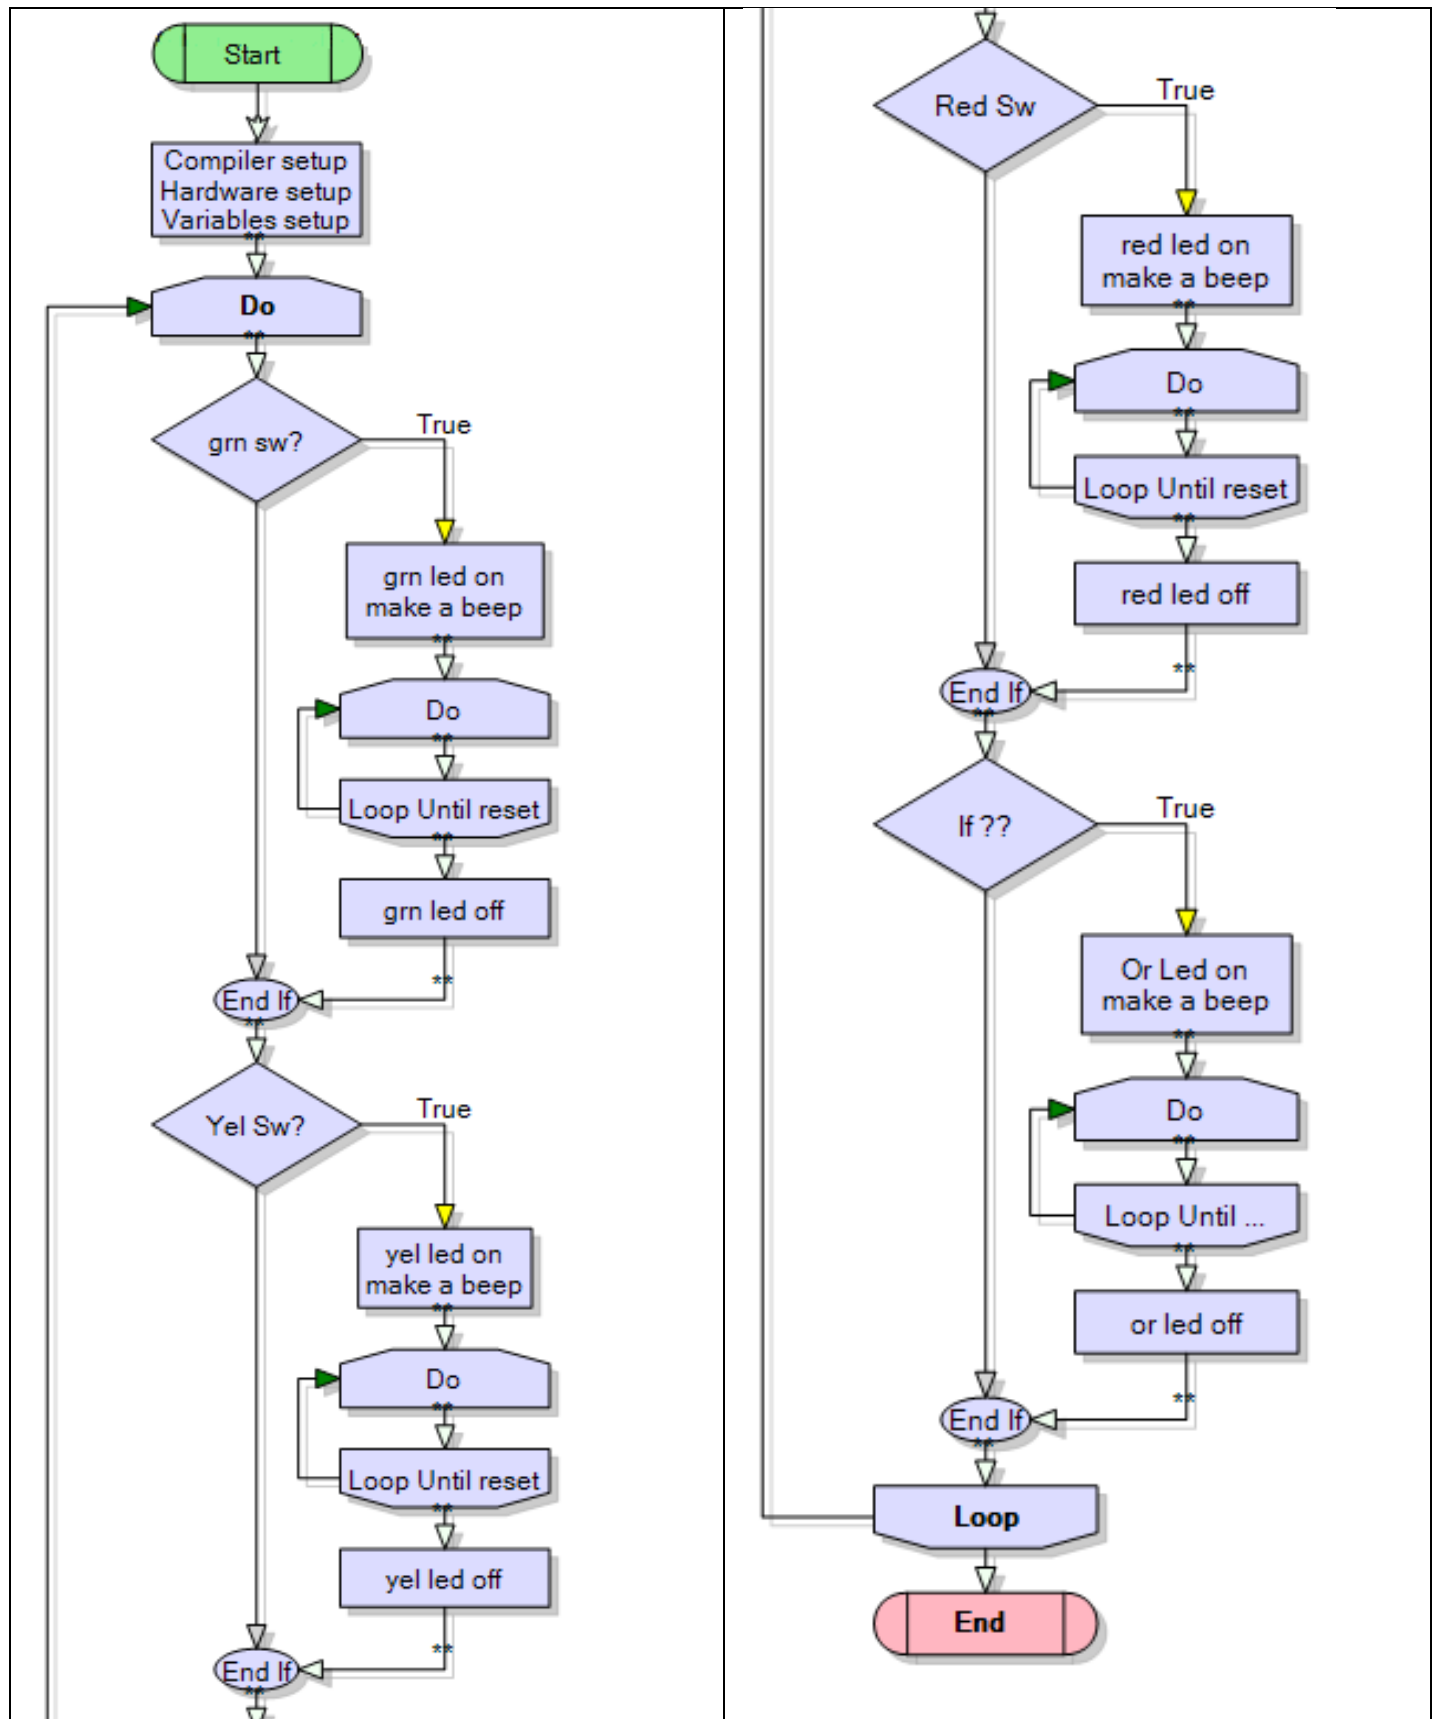 Start
Compiler setup
Hardware setup
Variables setup
**
Do
**
grn sw?
True
grn led on
make a beep
**
Do
**
Loop Until reset
**
grn led off
**
End If
**
Yel Sw?
True
yel led on
make a beep
**
Do
**
Loop Until reset
**
yel led off
**
End If
**
Red Sw
True
red led on
make a beep
**
Do
**
Loop Until reset
**
red led off
**
End If
**
If ??
True
Or Led on
make a beep
**
Do
**
Loop Until ...
**
or led off
**
End If
**
Loop
End